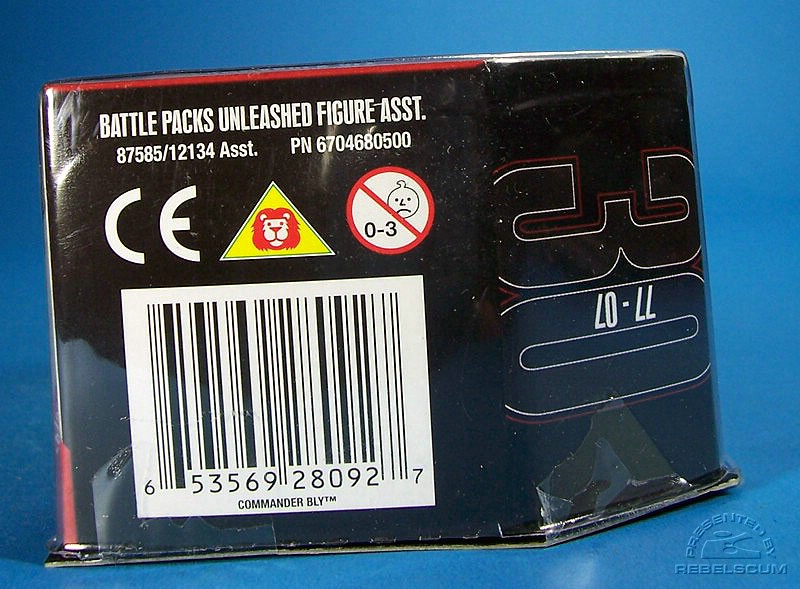 BATTLE PACKS UNLEASHED FIGURE ASST.
87585/12134 Asst. PN 6704680500
CE
0-3
30
77 - 07
6 53569 28092 7
COMMANDER BLY™
PRESENTED BY
REBELSCUM